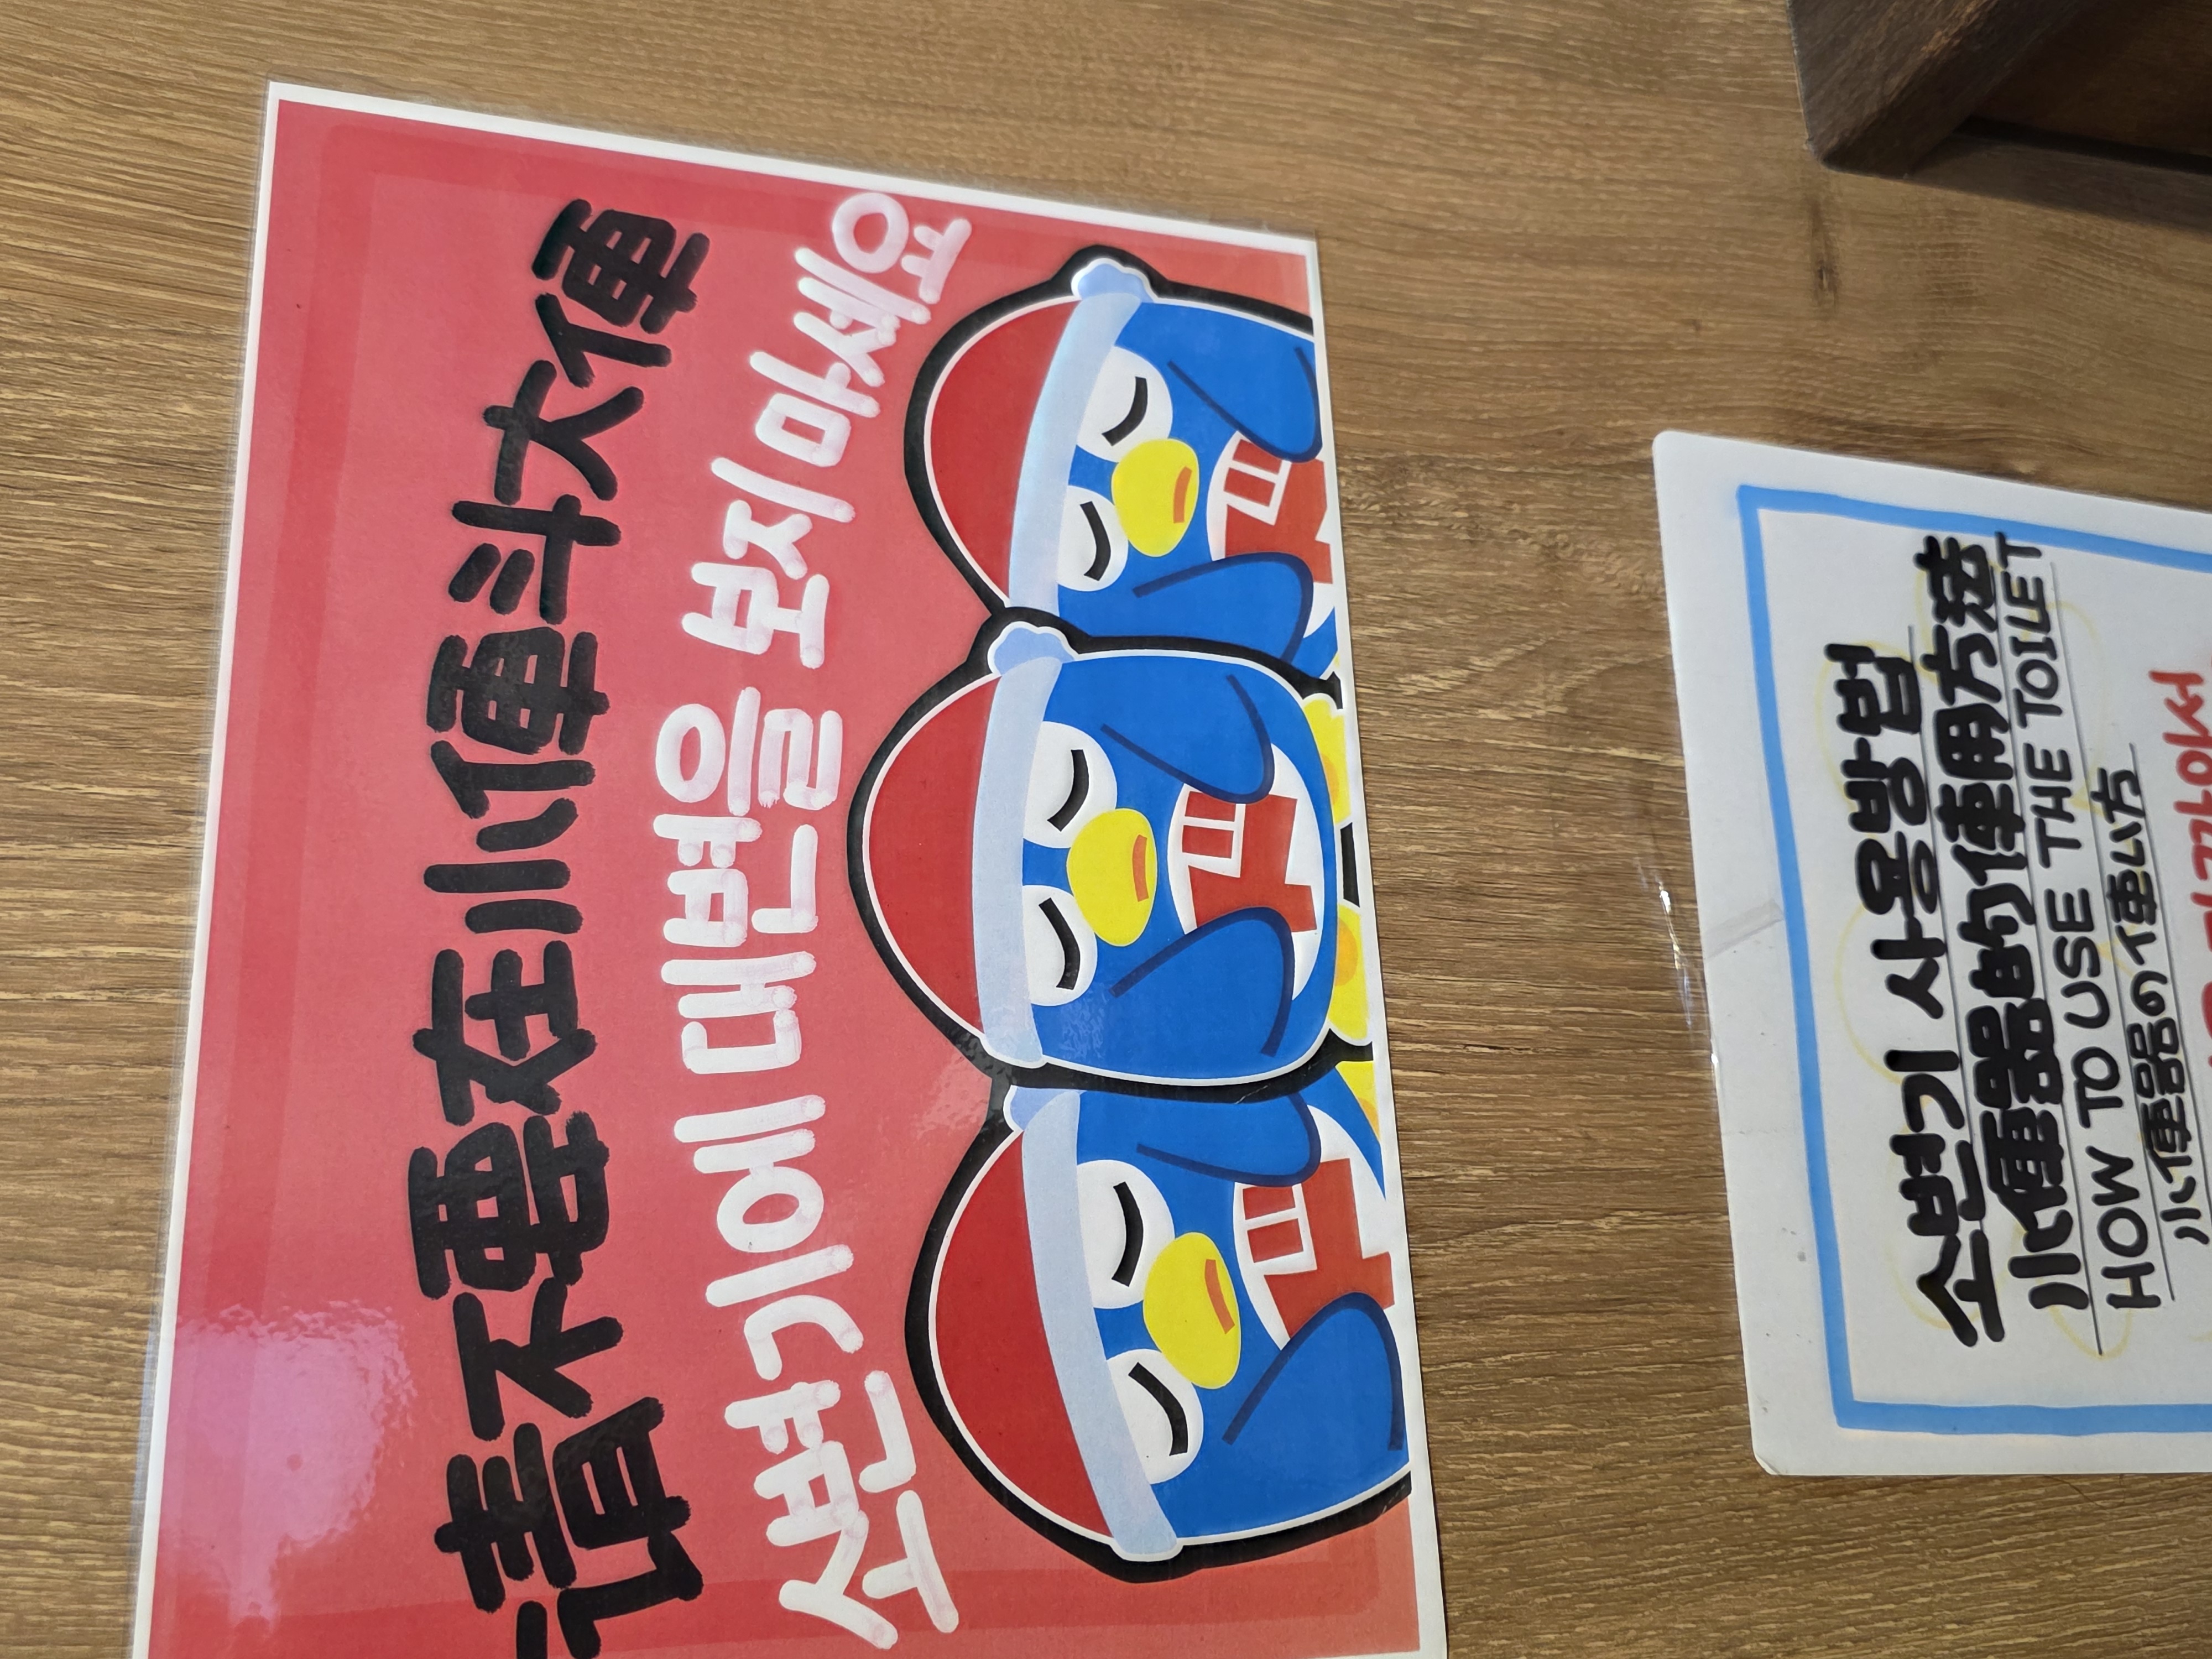 请不要在小便斗大便
소변기에 대변을 보지 마세요
소변기 사용방법
小便器的使用方法
HOW TO USE THE TOILET
小便器の使い方